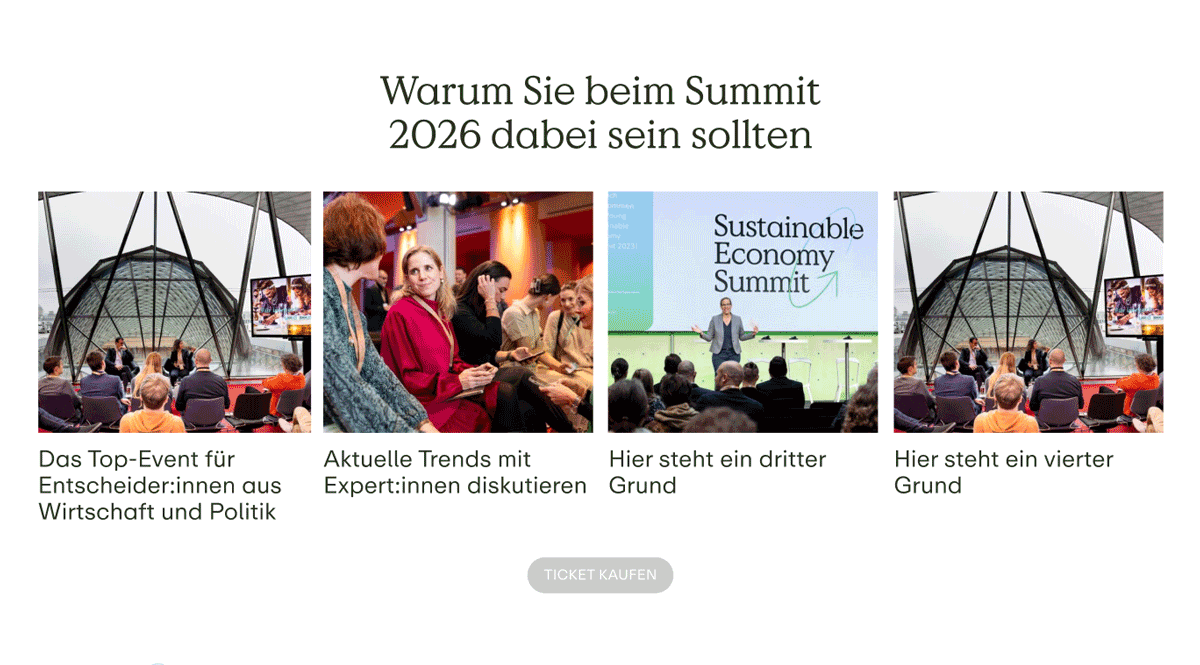 Warum Sie beim Summit
2026 dabei sein sollten
Sustainable
Economy
Summit
Das Top-Event für
Entscheider:innen aus
Wirtschaft und Politik
Aktuelle Trends mit
Expert:innen diskutieren
Hier steht ein dritter
Grund
Hier steht ein vierter
Grund
TICKET KAUFEN